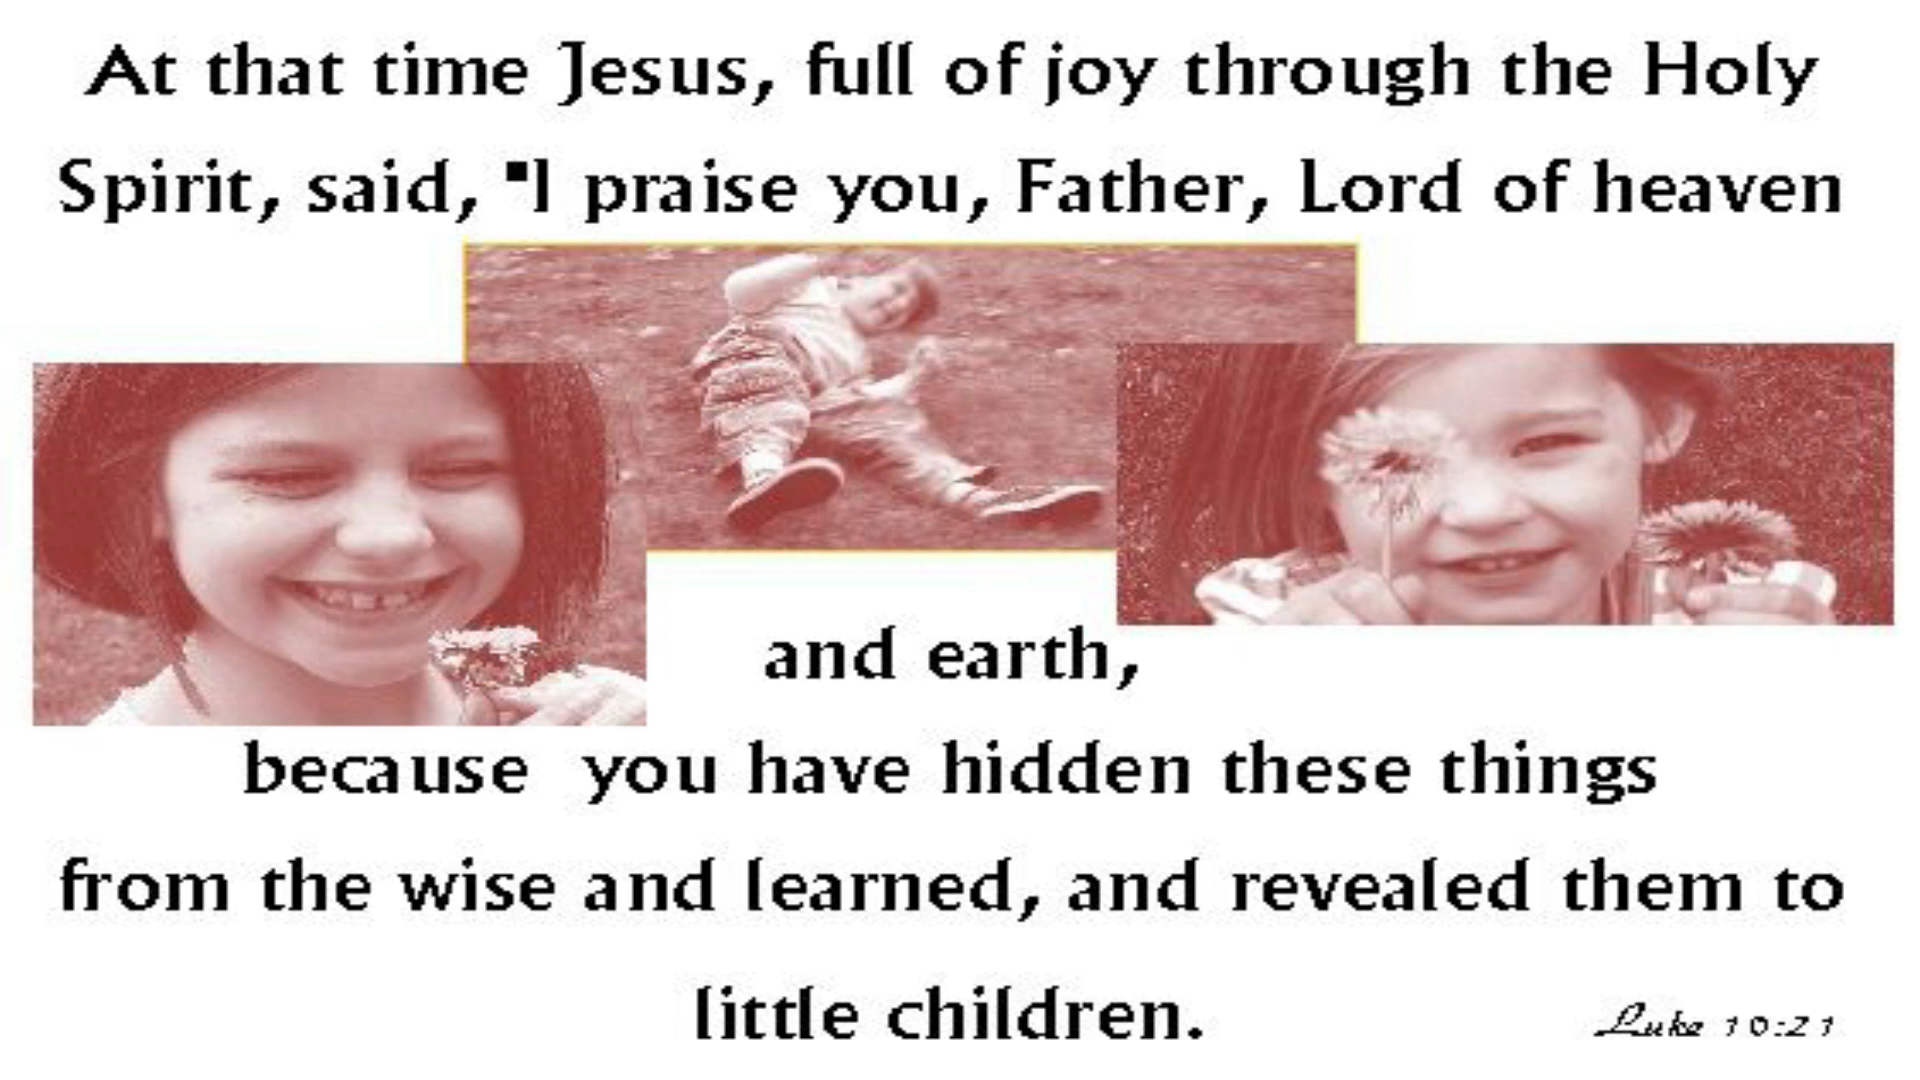 At that time Jesus, full of joy through the Holy
Spirit, said, "I praise you, Father, Lord of heaven
and earth,
because you have hidden these things
from the wise and learned, and revealed them to
little children.
Luke 10:21